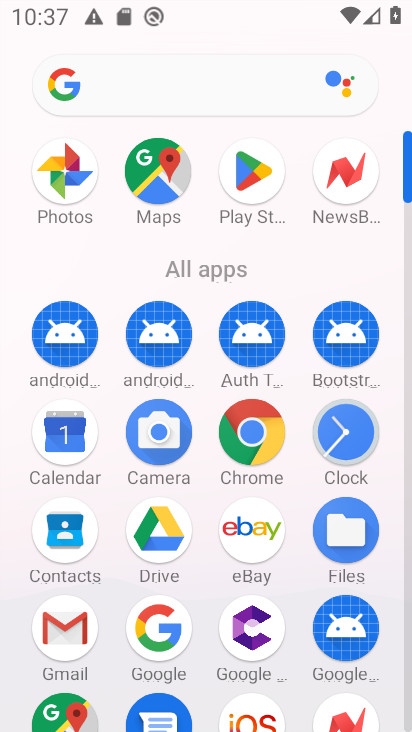 10:37
Photos Maps Play St... NewsB...
All apps
android... android... Auth T... Bootstr...
1
Calendar Camera Chrome Clock
ebay
Contacts Drive eBay Files
Gmail Google Google ... Google...
iOS